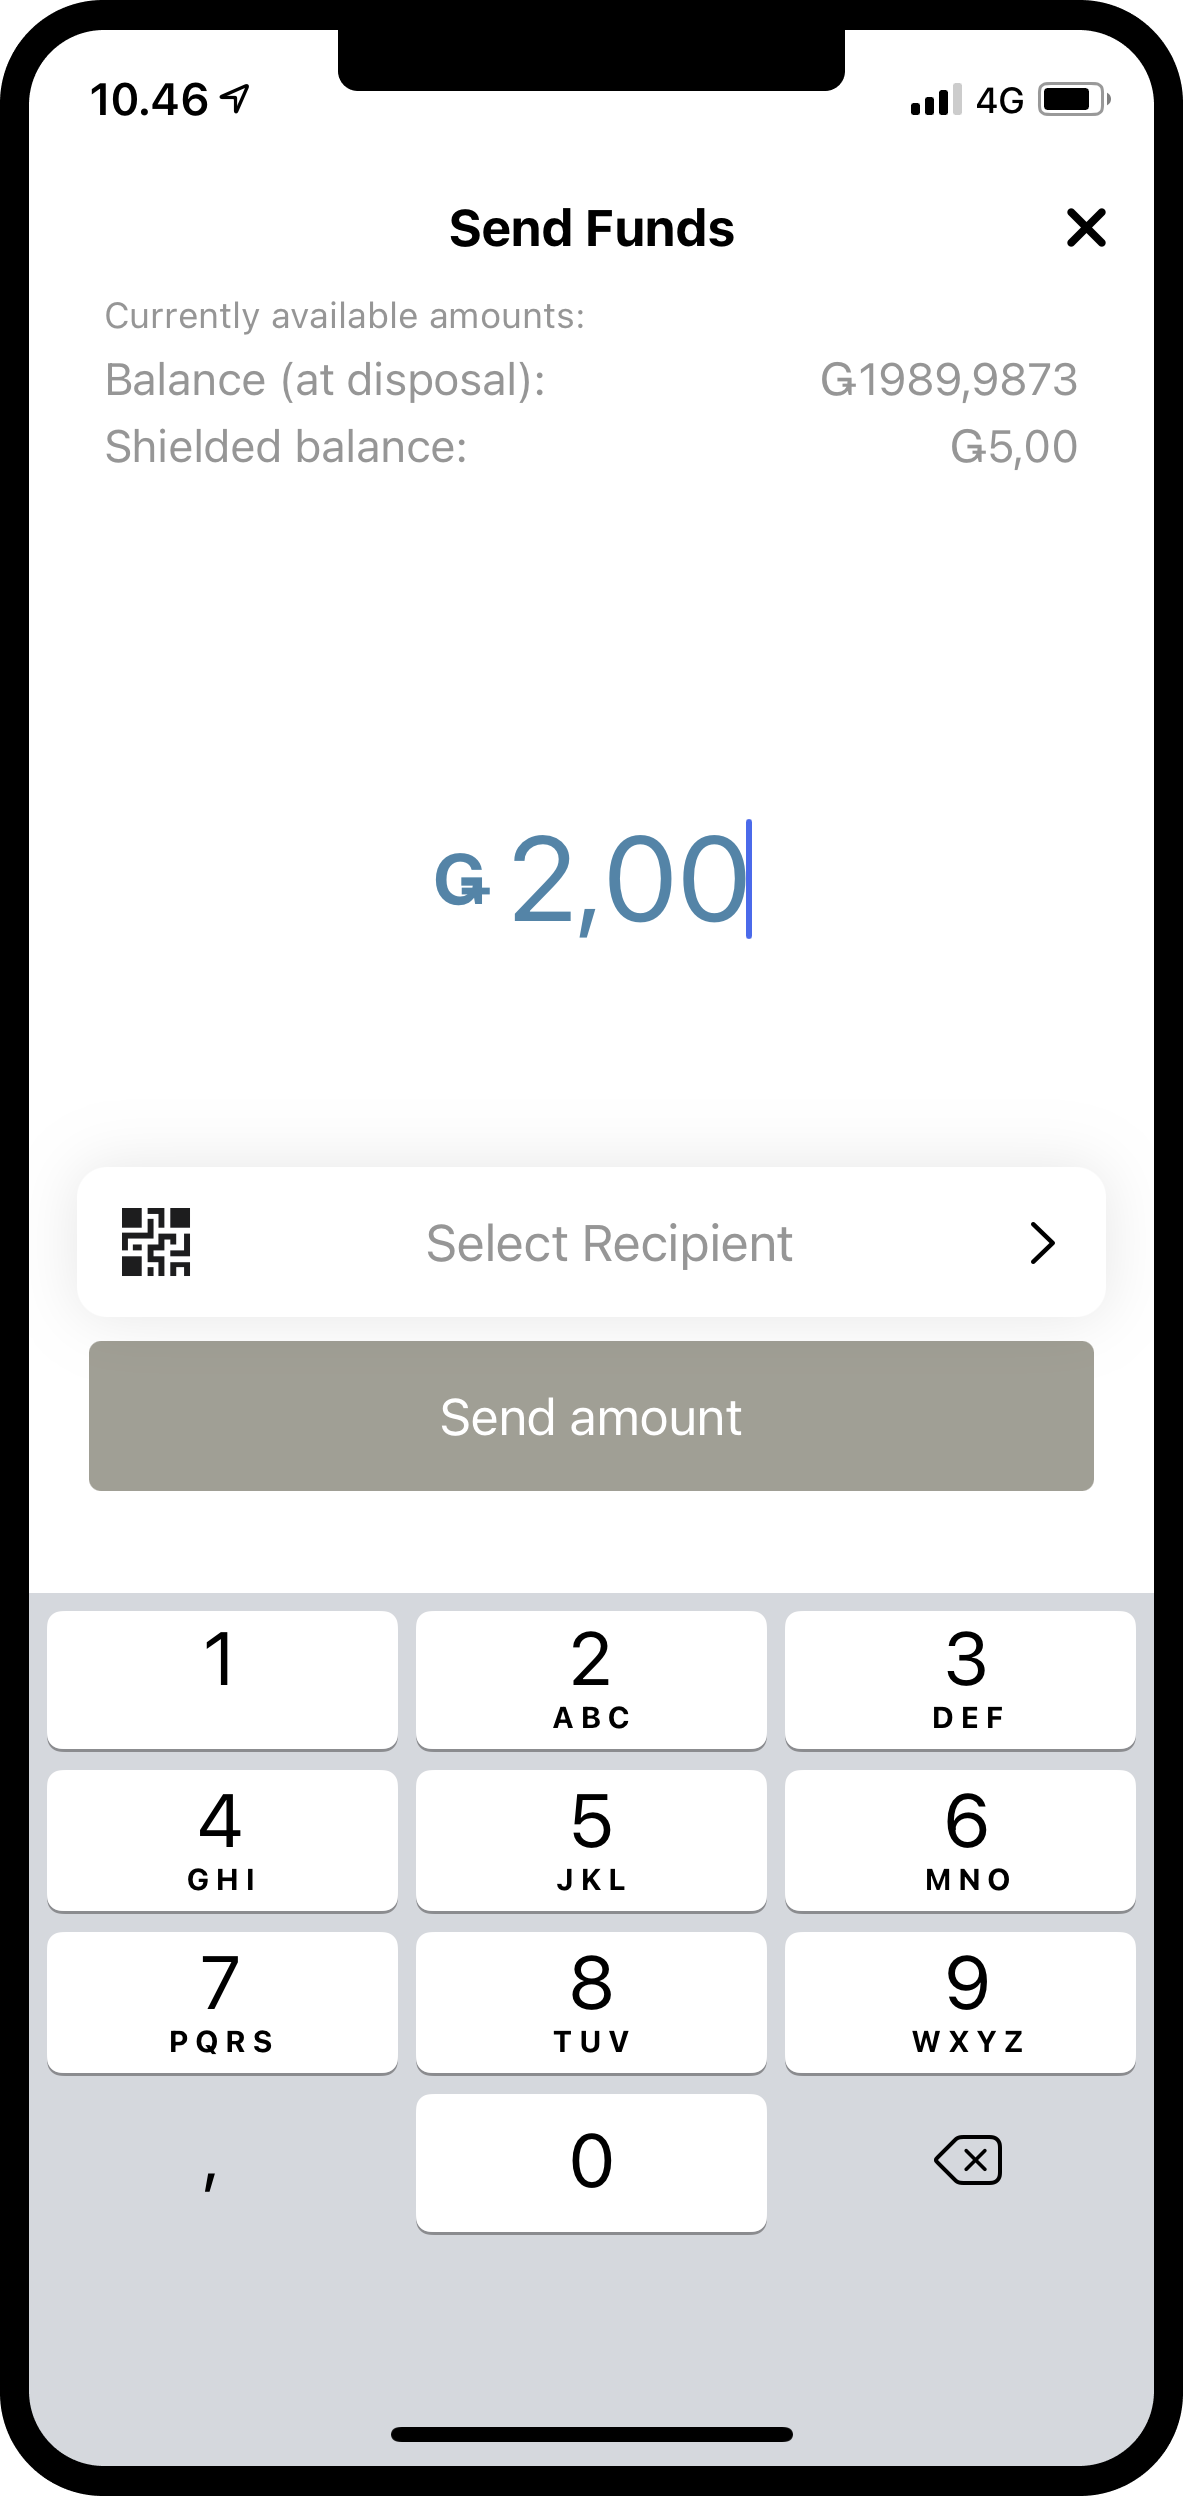 10.46 4G
Send Funds
Currently available amounts:
Balance (at disposal): Ǥ1989,9873
Shielded balance: Ǥ5,00
Ǥ 2,00
Select Recipient
Send amount
1 2 3
ABC DEF
4 5 6
GHI JKL MNO
7 8 9
PQRS TUV WXYZ
, 0